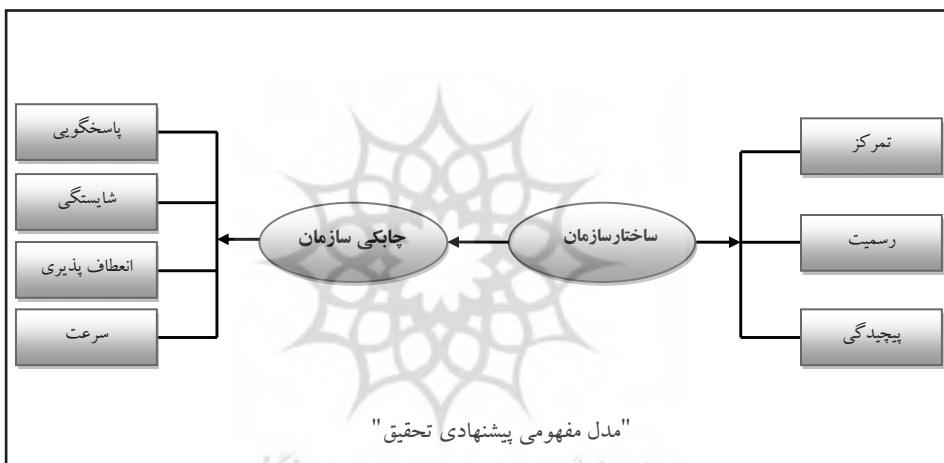 تمرکز
رسمیت
پیچیدگی
ساختارسازمان
چابکی سازمان
پاسخگویی
شایستگی
انعطاف پذیری
سرعت
"مدل مفهومی پیشنهادی تحقیق"